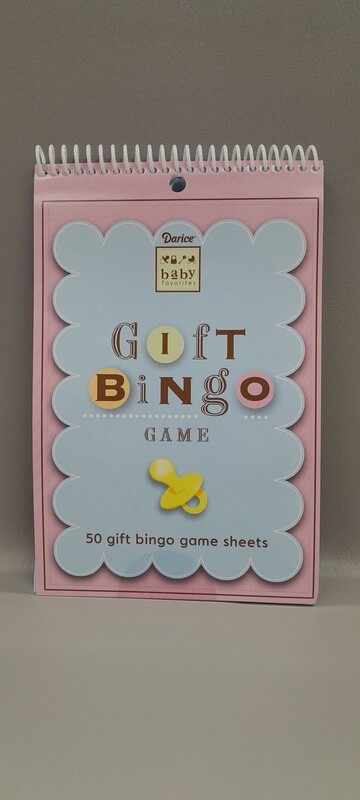 Darice
baby
favorites
GIfT
BiNgO
GAME
50 gift bingo game sheets